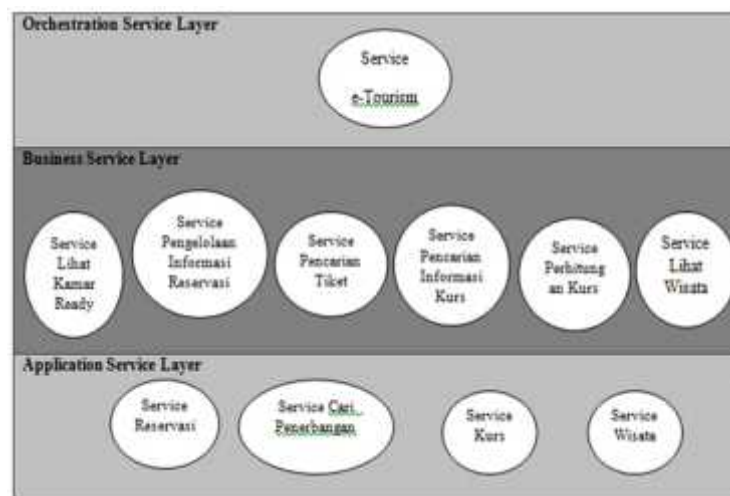 Orchestration Service Layer
Service
e-Tourism
Business Service Layer
Service
Lihat
Kamar
Ready
Service
Pengelolaan
Informasi
Reservasi
Service
Pencarian
Tiket
Service
Pencarian
Informasi
Kurs
Service
Perhitung
an Kurs
Service
Lihat
Wisata
Application Service Layer
Service
Reservasi
Service Cari
Penerbangan
Service
Kurs
Service
Wisata